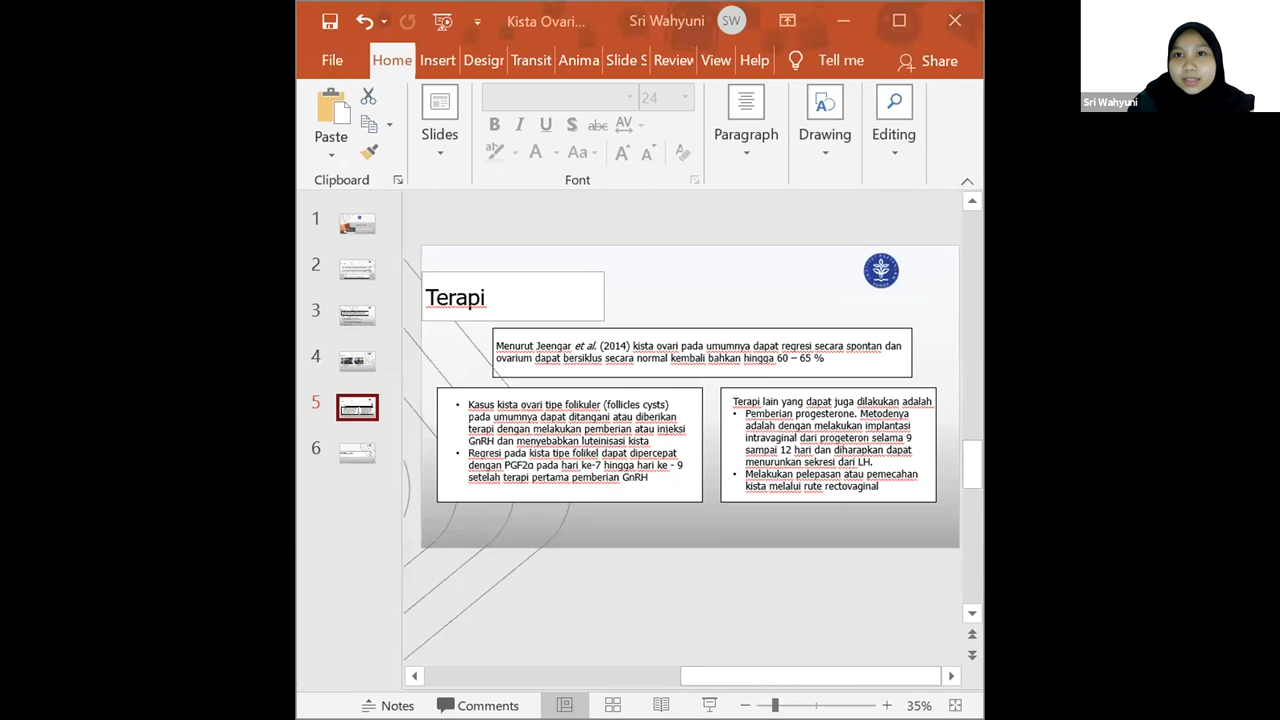 Kista Ovari...
Sri Wahyuni
SW
File
Home
Insert
Design
Transit
Anima
Slide S
Review
View
Help
Tell me
Share
Paste
Clipboard
Slides
24
B I U S abc AV
Aa
Font
Paragraph
Drawing
Editing
Sri Wahyuni
1
2
3
4
5
6
Terapi
Menurut Jeengar et al. (2014) kista ovari pada umumnya dapat regresi secara spontan dan
ovarium dapat bersiklus secara normal kembali bahkan hingga 60 – 65 %
• Kasus kista ovari tipe folikuler (follicles cysts)
pada umumnya dapat ditangani atau diberikan
terapi dengan melakukan pemberian atau injeksi
GnRH dan menyebabkan luteinisasi kista
• Regresi pada kista tipe folikel dapat dipercepat
dengan PGF2α pada hari ke-7 hingga hari ke - 9
setelah terapi pertama pemberian GnRH
Terapi lain yang dapat juga dilakukan adalah
• Pemberian progesterone. Metodenya
adalah dengan melakukan implantasi
intravaginal dari progeteron selama 9
sampai 12 hari dan diharapkan dapat
menurunkan sekresi dari LH.
• Melakukan pelepasan atau pemecahan
kista melalui rute rectovaginal
Notes
Comments
35%